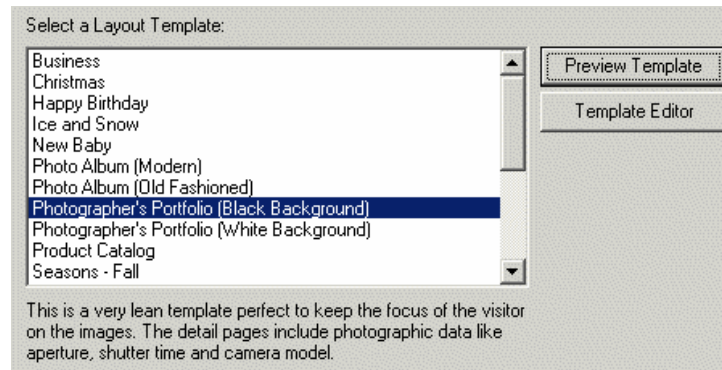 Select a Layout Template:
Business
Christmas
Happy Birthday
Ice and Snow
New Baby
Photo Album (Modern)
Photo Album (Old Fashioned)
Photographer's Portfolio (Black Background)
Photographer's Portfolio (White Background)
Product Catalog
Seasons - Fall
Preview Template
Template Editor
This is a very lean template perfect to keep the focus of the visitor
on the images. The detail pages include photographic data like
aperture, shutter time and camera model.